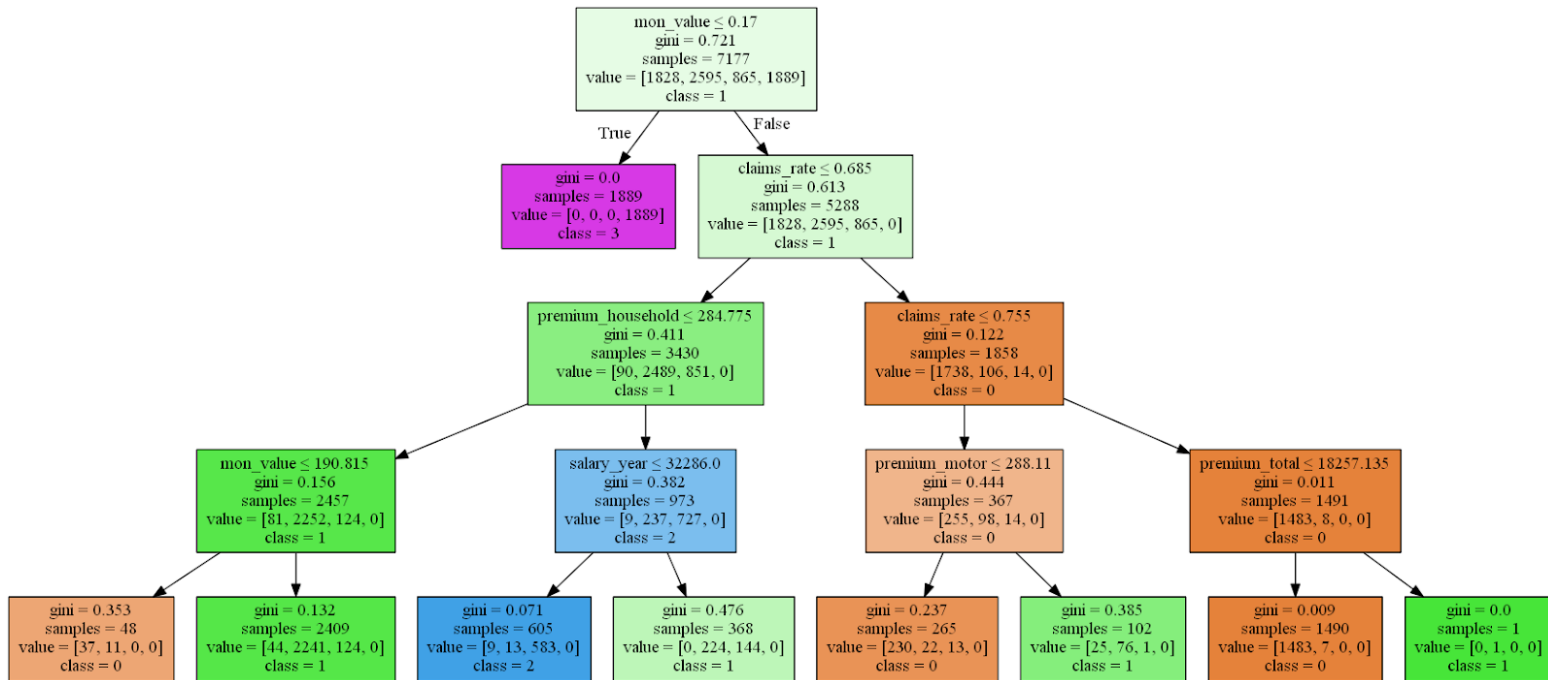 mon_value ≤ 0.17
gini = 0.721
samples = 7177
value = [1828, 2595, 865, 1889]
class = 1
True
False
gini = 0.0
samples = 1889
value = [0, 0, 0, 1889]
class = 3
claims_rate ≤ 0.685
gini = 0.613
samples = 5288
value = [1828, 2595, 865, 0]
class = 1
premium_household ≤ 284.775
gini = 0.411
samples = 3430
value = [90, 2489, 851, 0]
class = 1
claims_rate ≤ 0.755
gini = 0.122
samples = 1858
value = [1738, 106, 14, 0]
class = 0
mon_value ≤ 190.815
gini = 0.156
samples = 2457
value = [81, 2252, 124, 0]
class = 1
salary_year ≤ 32286.0
gini = 0.382
samples = 973
value = [9, 237, 727, 0]
class = 2
premium_motor ≤ 288.11
gini = 0.444
samples = 367
value = [255, 98, 14, 0]
class = 0
premium_total ≤ 18257.135
gini = 0.011
samples = 1491
value = [1483, 8, 0, 0]
class = 0
gini = 0.353
samples = 48
value = [37, 11, 0, 0]
class = 0
gini = 0.132
samples = 2409
value = [44, 2241, 124, 0]
class = 1
gini = 0.071
samples = 605
value = [9, 13, 583, 0]
class = 2
gini = 0.476
samples = 368
value = [0, 224, 144, 0]
class = 1
gini = 0.237
samples = 265
value = [230, 22, 13, 0]
class = 0
gini = 0.385
samples = 102
value = [25, 76, 1, 0]
class = 1
gini = 0.009
samples = 1490
value = [1483, 7, 0, 0]
class = 0
gini = 0.0
samples = 1
value = [0, 1, 0, 0]
class = 1